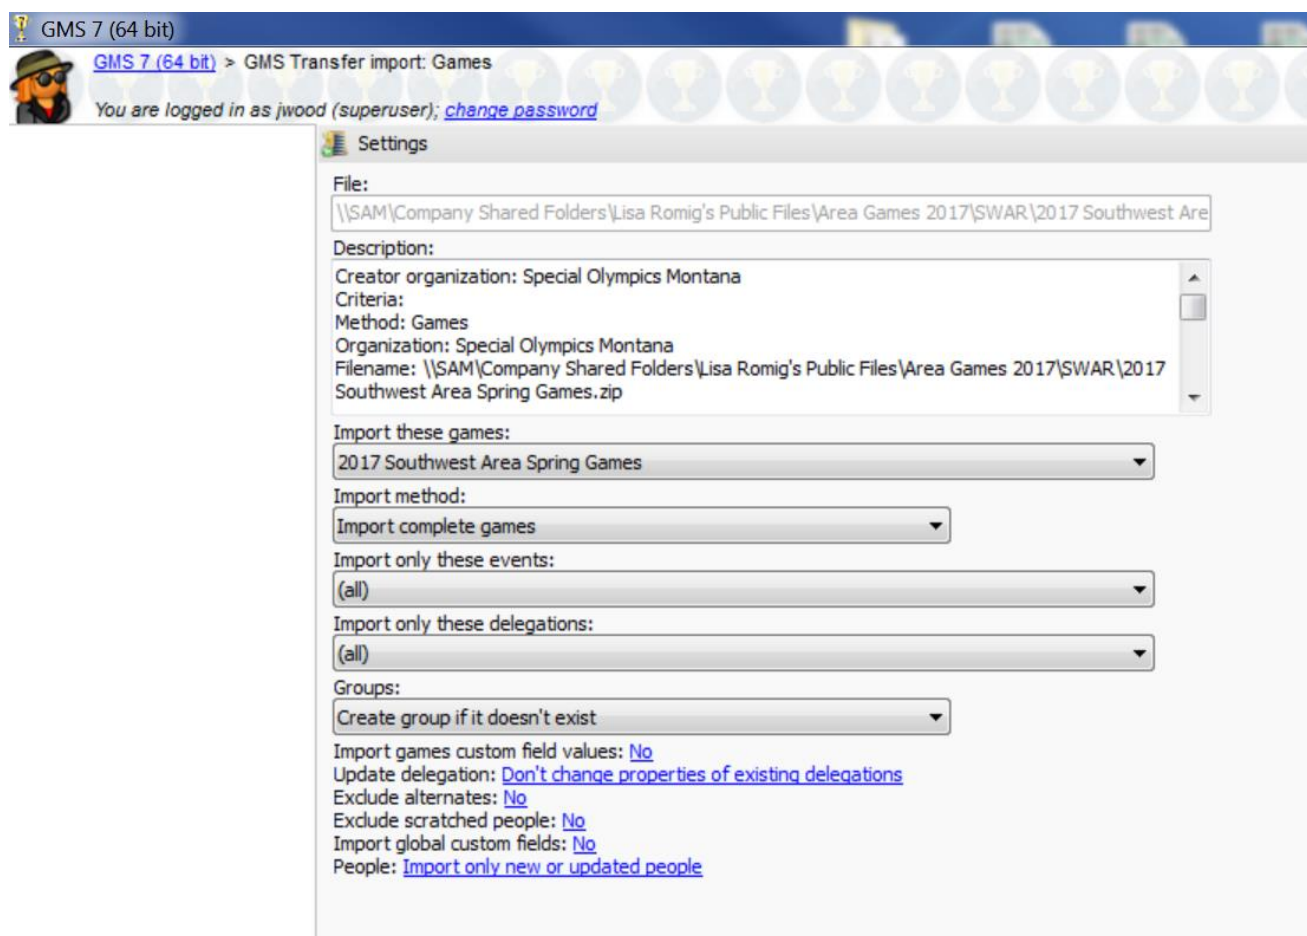 GMS 7 (64 bit)
GMS 7 (64 bit) > GMS Transfer import: Games
You are logged in as jwood (superuser); change password
Settings
File:
\\SAM\Company Shared Folders\Lisa Romig's Public Files\Area Games 2017\SWAR\2017 Southwest Are
Description:
Creator organization: Special Olympics Montana
Criteria:
Method: Games
Organization: Special Olympics Montana
Filename: \\SAM\Company Shared Folders\Lisa Romig's Public Files\Area Games 2017\SWAR\2017
Southwest Area Spring Games.zip
Import these games:
2017 Southwest Area Spring Games
Import method:
Import complete games
Import only these events:
(all)
Import only these delegations:
(all)
Groups:
Create group if it doesn't exist
Import games custom field values: No
Update delegation: Don't change properties of existing delegations
Exclude alternates: No
Exclude scratched people: No
Import global custom fields: No
People: Import only new or updated people